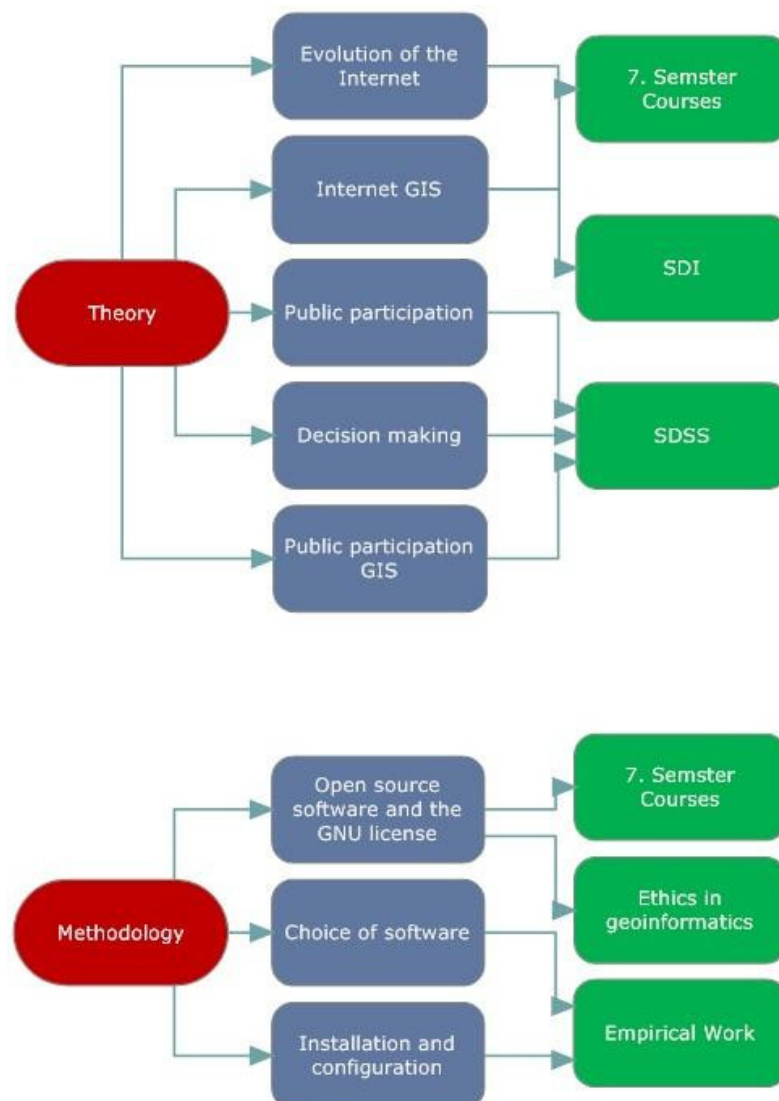 Evolution of the
Internet
7. Semster
Courses
Internet GIS
SDI
Theory
Public participation
Decision making
SDSS
Public participation
GIS
Open source
software and the
GNU license
7. Semster
Courses
Ethics in
geoinformatics
Methodology
Choice of software
Installation and
configuration
Empirical Work